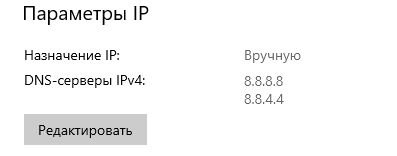 Параметры IP
Назначение IP: Вручную
DNS-серверы IPv4: 8.8.8.8
8.8.4.4
Редактировать